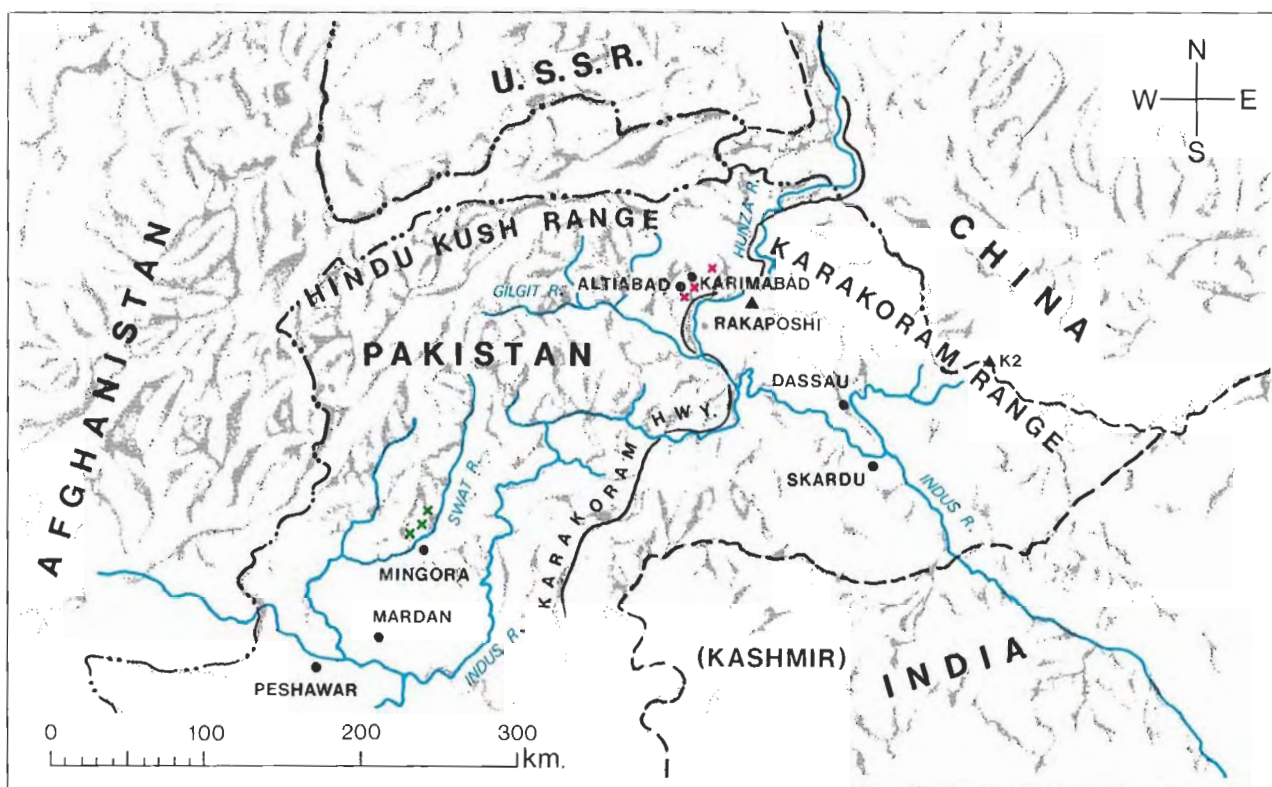 U.S.S.R.
N
W E
S
HINDU KUSH RANGE
HUNZA R.
CHINA
AFGHANISTAN
GILGIT R.
ALTIABAD
KARIMABAD
RAKAPOSHI
KARAKORAM RANGE
K2
PAKISTAN
DASSAU
KARAKORAM HWY.
SKARDU
INDUS R.
SWAT R.
MINGORA
MARDAN
INDUS R.
PESHAWAR
(KASHMIR)
INDIA
0 100 200 300
km.